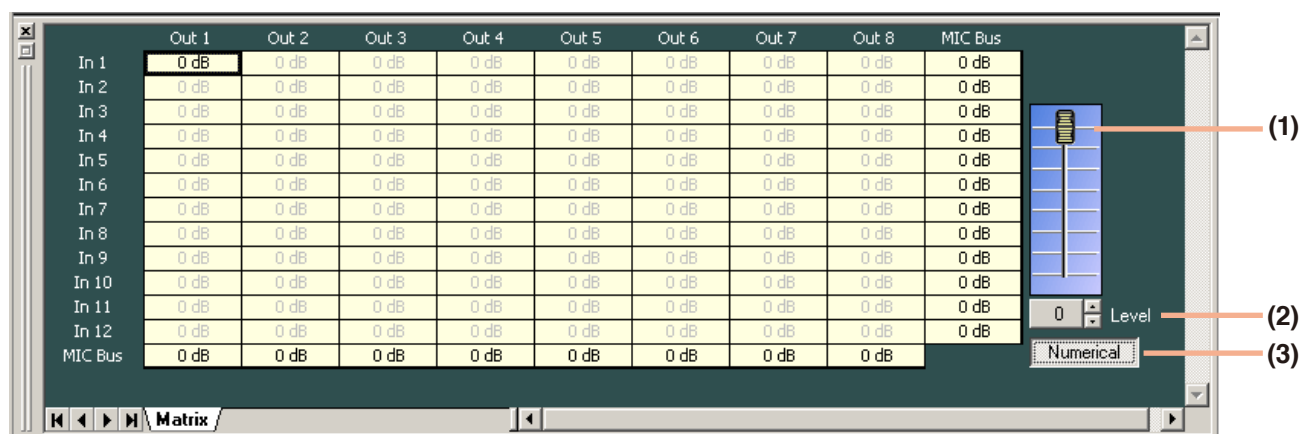 Out 1 Out 2 Out 3 Out 4 Out 5 Out 6 Out 7 Out 8 MIC Bus
In 1 0 dB 0 dB 0 dB 0 dB 0 dB 0 dB 0 dB 0 dB 0 dB
In 2 0 dB 0 dB 0 dB 0 dB 0 dB 0 dB 0 dB 0 dB 0 dB
In 3 0 dB 0 dB 0 dB 0 dB 0 dB 0 dB 0 dB 0 dB 0 dB
In 4 0 dB 0 dB 0 dB 0 dB 0 dB 0 dB 0 dB 0 dB 0 dB (1)
In 5 0 dB 0 dB 0 dB 0 dB 0 dB 0 dB 0 dB 0 dB 0 dB
In 6 0 dB 0 dB 0 dB 0 dB 0 dB 0 dB 0 dB 0 dB 0 dB
In 7 0 dB 0 dB 0 dB 0 dB 0 dB 0 dB 0 dB 0 dB 0 dB
In 8 0 dB 0 dB 0 dB 0 dB 0 dB 0 dB 0 dB 0 dB 0 dB
In 9 0 dB 0 dB 0 dB 0 dB 0 dB 0 dB 0 dB 0 dB 0 dB
In 10 0 dB 0 dB 0 dB 0 dB 0 dB 0 dB 0 dB 0 dB 0 dB
In 11 0 dB 0 dB 0 dB 0 dB 0 dB 0 dB 0 dB 0 dB 0 dB 0 Level (2)
In 12 0 dB 0 dB 0 dB 0 dB 0 dB 0 dB 0 dB 0 dB 0 dB
MIC Bus 0 dB 0 dB 0 dB 0 dB 0 dB 0 dB 0 dB 0 dB Numerical (3)
Matrix